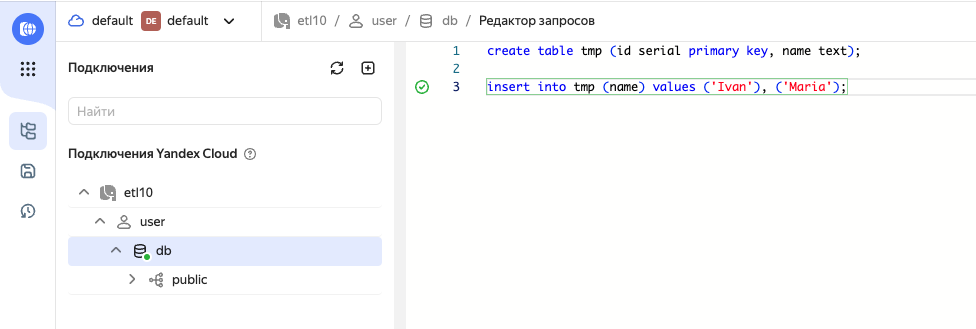 default DE default
etl10 / user / db / Редактор запросов
Подключения
Найти
Подключения Yandex Cloud
etl10
user
db
public
1 create table tmp (id serial primary key, name text);
2
3 insert into tmp (name) values ('Ivan'), ('Maria');